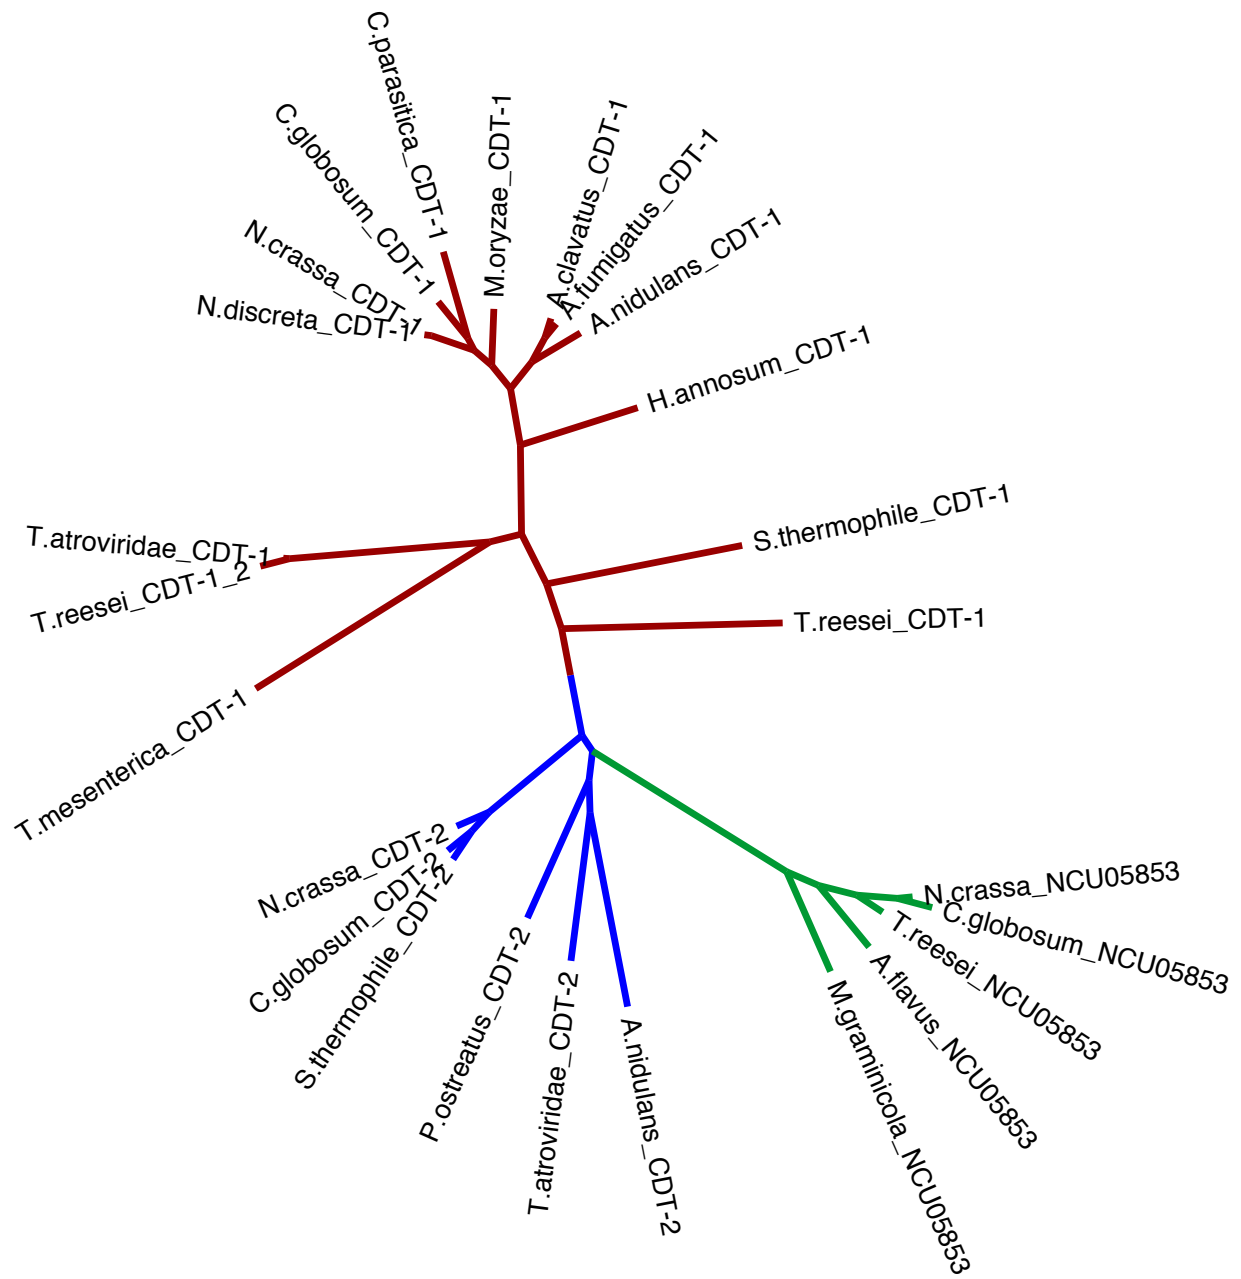 C.parasitica_CDT-1
M.oryzae_CDT-1
A.clavatus_CDT-1
A.fumigatus_CDT-1
C.globosum_CDT-1
A.nidulans_CDT-1
N.crassa_CDT-1
N.discreta_CDT-1
H.annosum_CDT-1
S.thermophile_CDT-1
T.atroviridae_CDT-1
T.reesei_CDT-1_2
T.reesei_CDT-1
T.mesenterica_CDT-1
N.crassa_CDT-2
C.globosum_CDT-2
S.thermophile_CDT-2
P.ostreatus_CDT-2
T.atroviridae_CDT-2
A.nidulans_CDT-2
N.crassa_NCU05853
C.globosum_NCU05853
T.reesei_NCU05853
A.flavus_NCU05853
M.graminicola_NCU05853